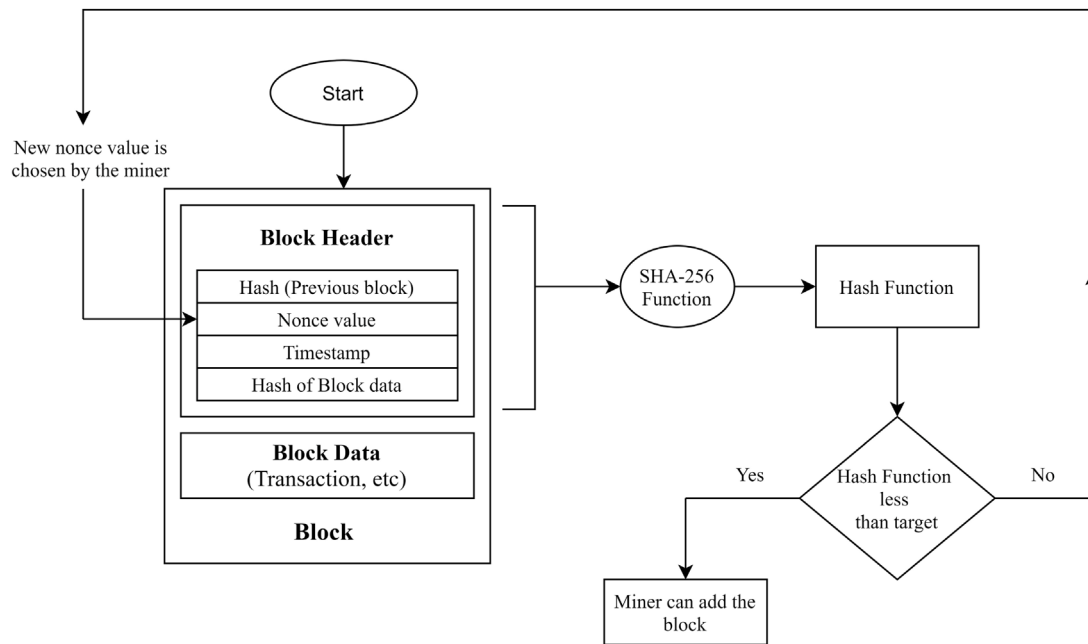 Start
New nonce value is
chosen by the miner
Block Header
Hash (Previous block)
Nonce value
Timestamp
Hash of Block data
Block Data
(Transaction, etc)
Block
SHA-256
Function
Hash Function
Hash Function
less
than target
Yes
No
Miner can add the
block